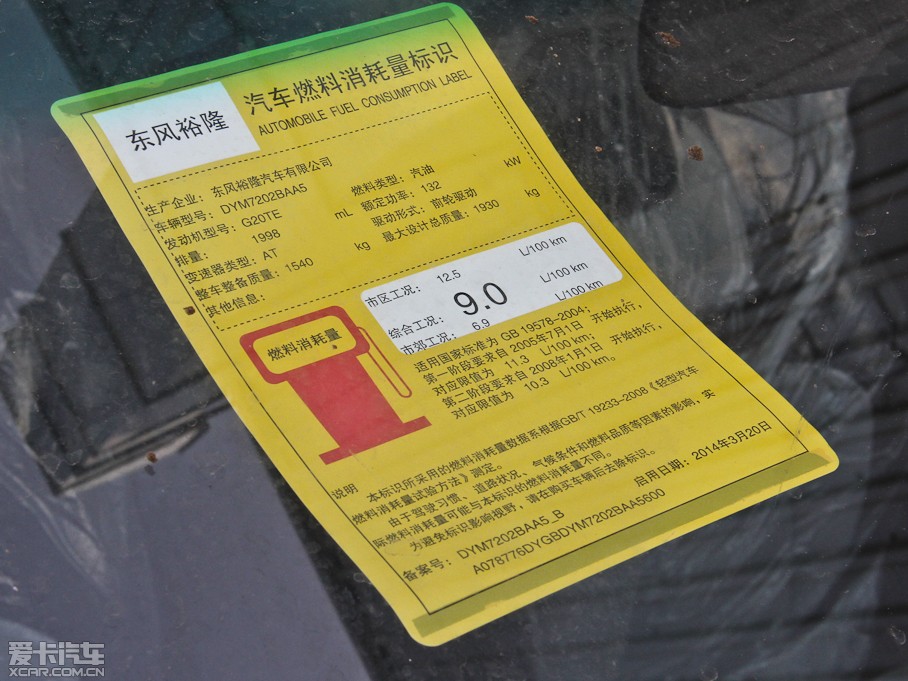 东风裕隆
汽车燃料消耗量标识
AUTOMOBILE FUEL CONSUMPTION LABEL
生产企业：东风裕隆汽车有限公司
车辆型号：DYM7202BAA5 燃料类型：汽油
发动机型号：G20TE 额定功率：132 kW
排量： 1998 mL 驱动形式：前轮驱动
变速器类型：AT 最大设计总质量：1930 kg
整车整备质量：1540 kg
其他信息：
市区工况： 12.5 L/100 km
综合工况： 9.0 L/100 km
市郊工况： 6.9 L/100 km
燃料消耗量
适用国家标准为 GB 19578-2004；
第一阶段要求自 2005年7月1日 开始执行，
对应限值为 11.3 L/100 km；
第二阶段要求自 2008年1月1日 开始执行，
对应限值为 10.3 L/100 km。
说明 本标识所采用的燃料消耗量数据系根据GB/T 19233-2008《轻型汽车
燃料消耗量试验方法》测定。
由于驾驶习惯、道路状况、气候条件和燃料品质等因素的影响，实
际燃料消耗量可能与本标识的燃料消耗量不同。
为避免标识影响视野，请在购买车辆后去除标识。
备案号： DYM7202BAA5_B 启用日期：2014年3月20日
A078776DYGBDYM7202BAA5600
爱卡汽车
XCAR.COM.CN